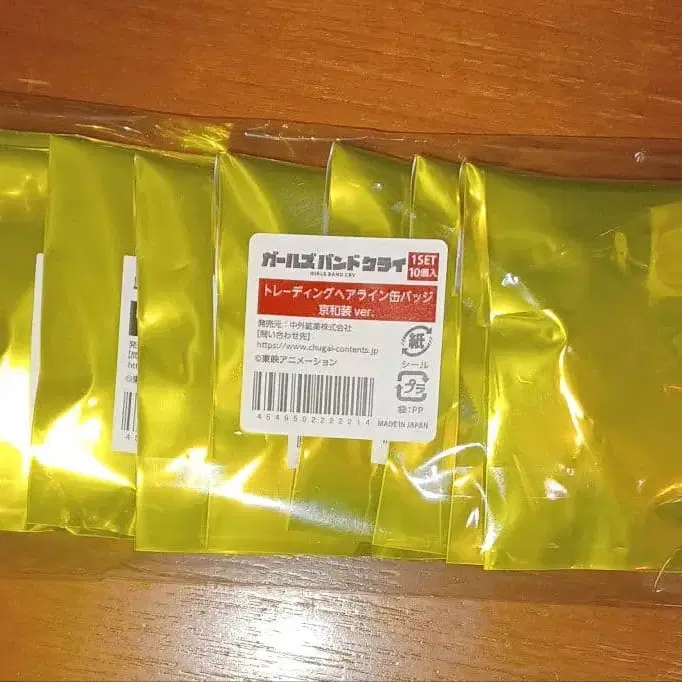 ガールズバンドクライ
GIRLS BAND CRY
1SET
10個入
トレーディングヘアライン缶バッジ
京和装 ver.
発売元：中外鉱業株式会社
【問い合わせ先】
https://www.chugai-contents.jp
©東映アニメーション
紙
シール
プラ
袋:PP
4549502222214
MADE IN JAPAN